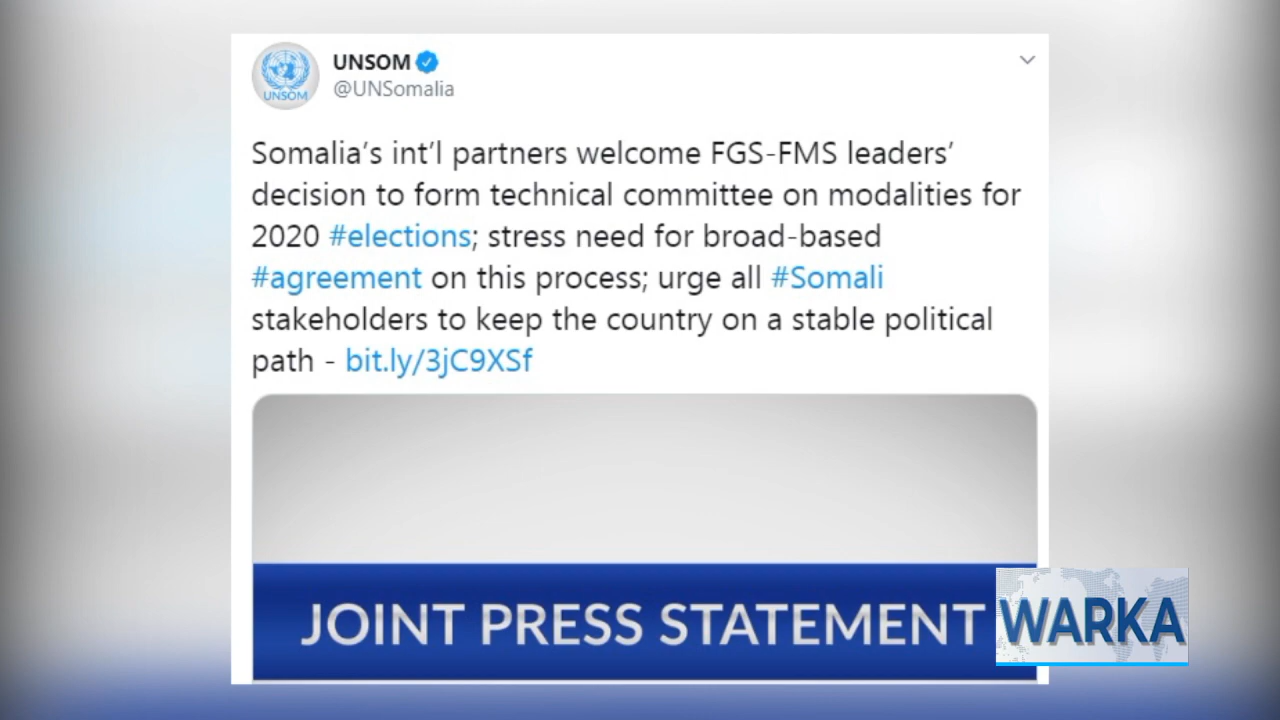 UNSOM
@UNSomalia
Somalia's int'l partners welcome FGS-FMS leaders'
decision to form technical committee on modalities for
2020 #elections; stress need for broad-based
#agreement on this process; urge all #Somali
stakeholders to keep the country on a stable political
path - bit.ly/3jC9XSf
JOINT PRESS STATEMENT
WARKA
UNSOM